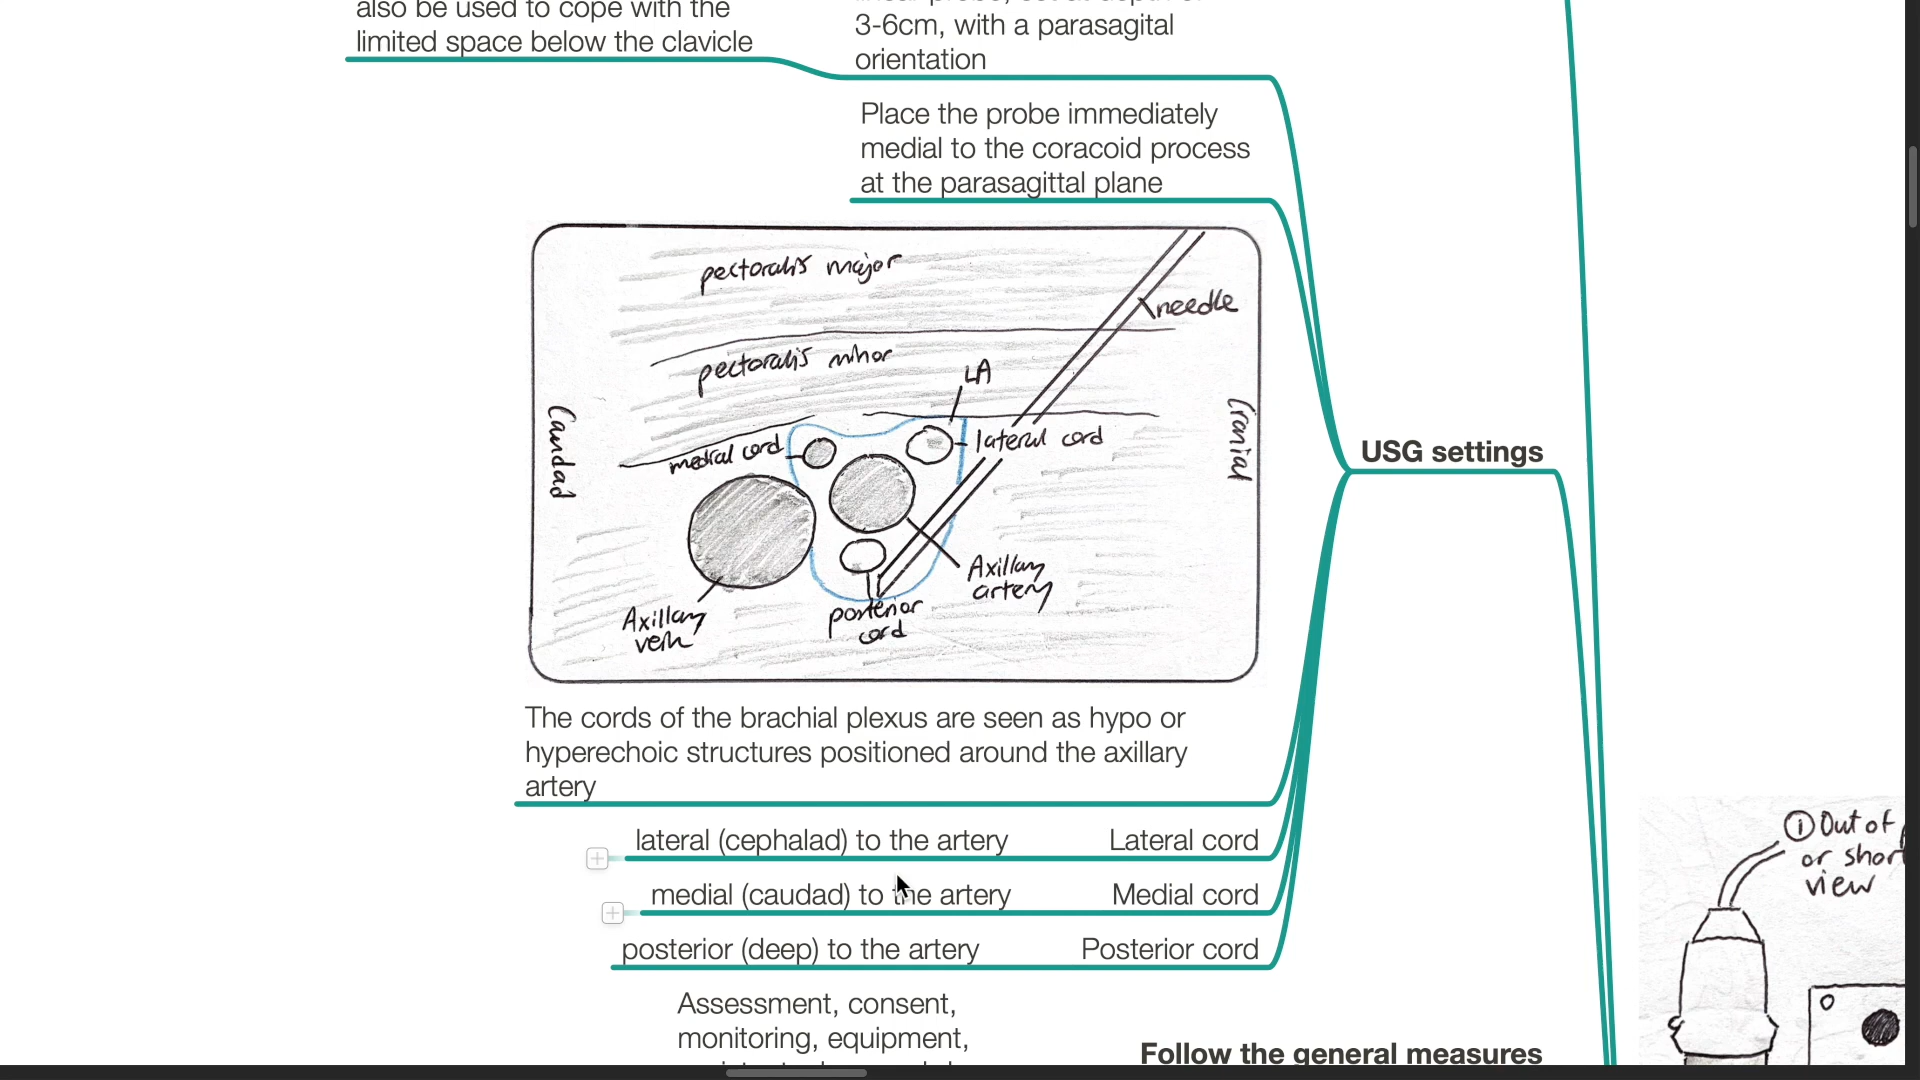 also be used to cope with the
limited space below the clavicle
3-6cm, with a parasagital
orientation
Place the probe immediately
medial to the coracoid process
at the parasagittal plane
pectoralis major
needle
pectoralis minor
LA
Caudad
Cranial
medial cord
lateral cord
Axillary
artery
Axillary
vein
posterior
cord
USG settings
The cords of the brachial plexus are seen as hypo or
hyperechoic structures positioned around the axillary
artery
lateral (cephalad) to the artery Lateral cord
medial (caudad) to the artery Medial cord
posterior (deep) to the artery Posterior cord
Assessment, consent,
monitoring, equipment,
Follow the general measures
① Out of
or shor
view